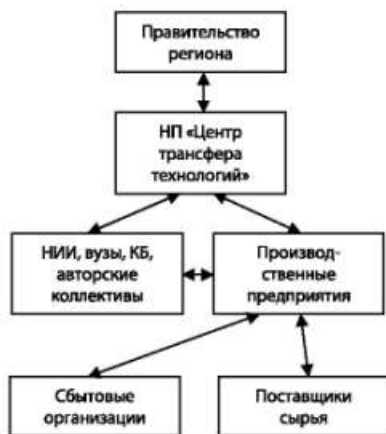 Правительство
региона
НП «Центр
трансфера
технологий»
НИИ, вузы, КБ,
авторские
коллективы
Производ-
ственные
предприятия
Сбытовые
организации
Поставщики
сырья